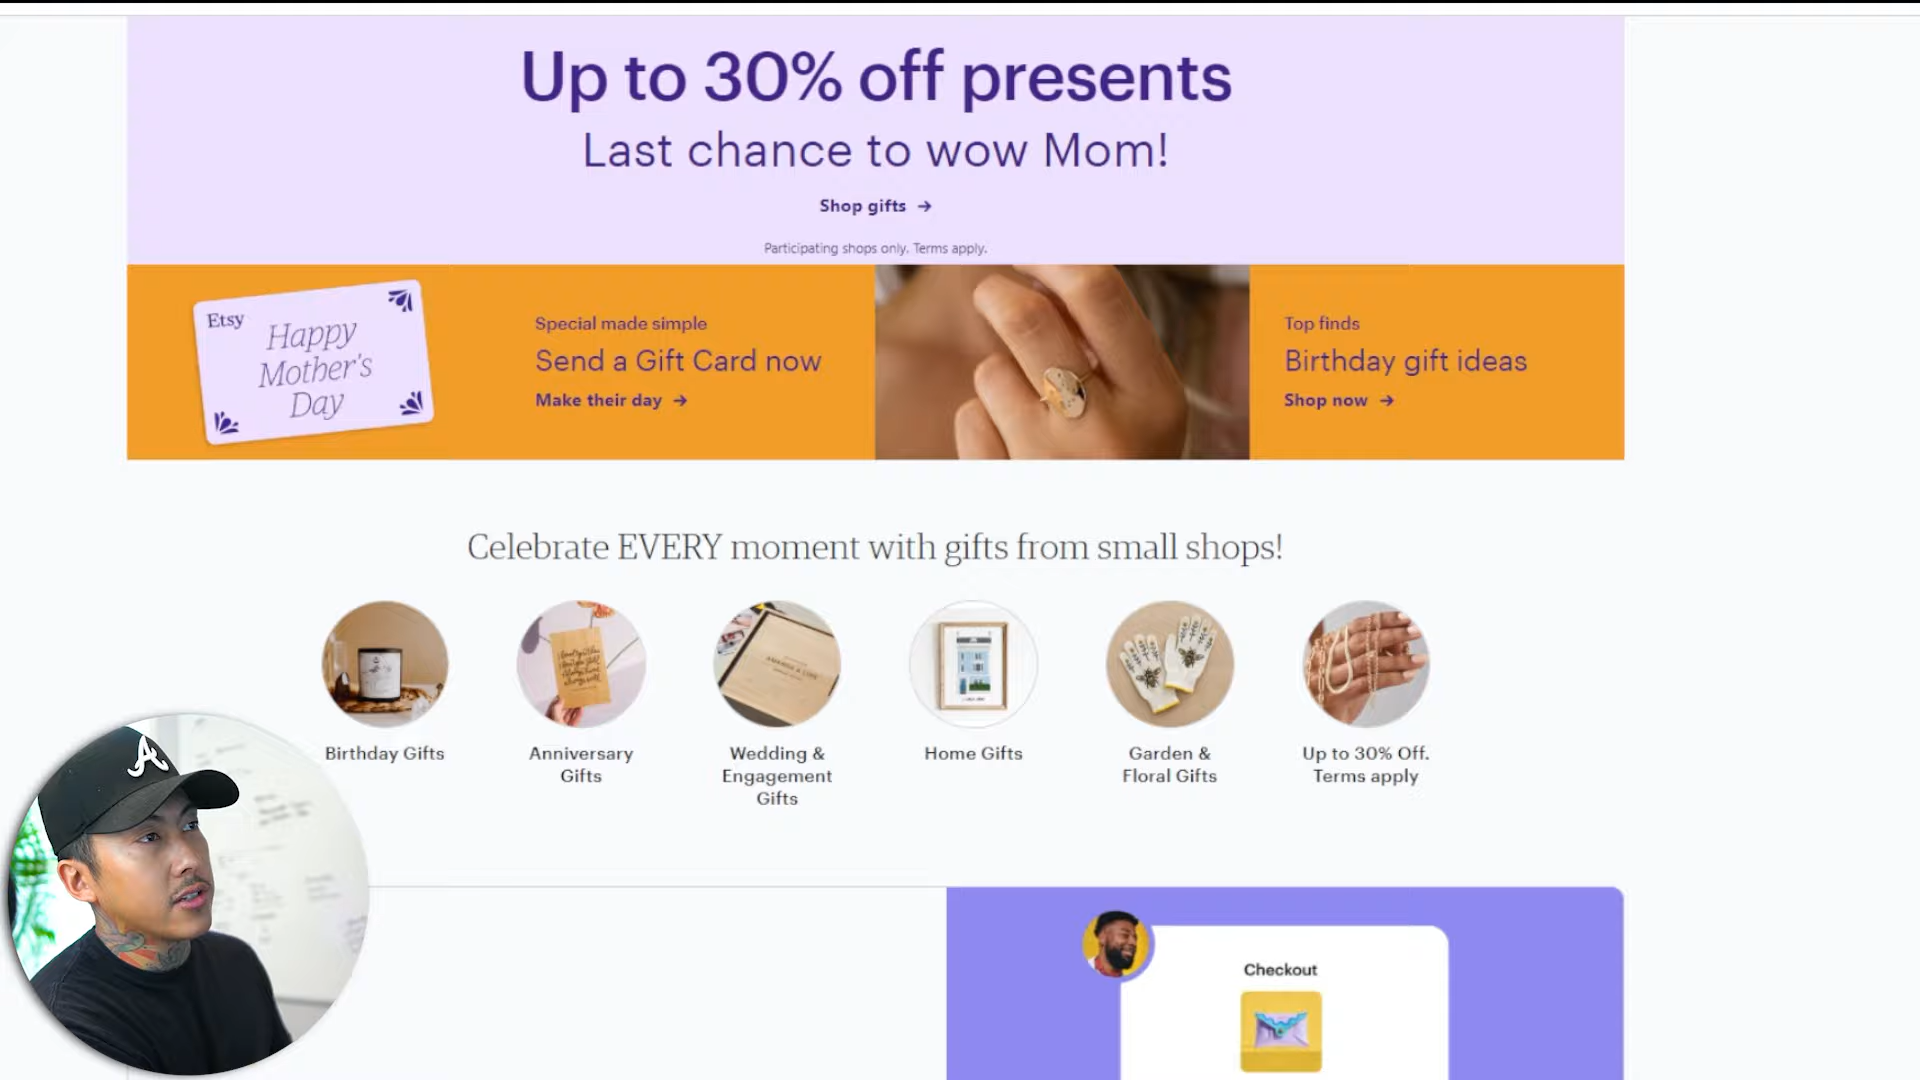 Up to 30% off presents
Last chance to wow Mom!
Shop gifts →
Participating shops only. Terms apply.
Etsy
Happy
Mother's
Day
Special made simple
Send a Gift Card now
Make their day →
Top finds
Birthday gift ideas
Shop now →
Celebrate EVERY moment with gifts from small shops!
Birthday Gifts
Anniversary
Gifts
Wedding &
Engagement
Gifts
Home Gifts
Garden &
Floral Gifts
Up to 30% Off.
Terms apply
A
Checkout